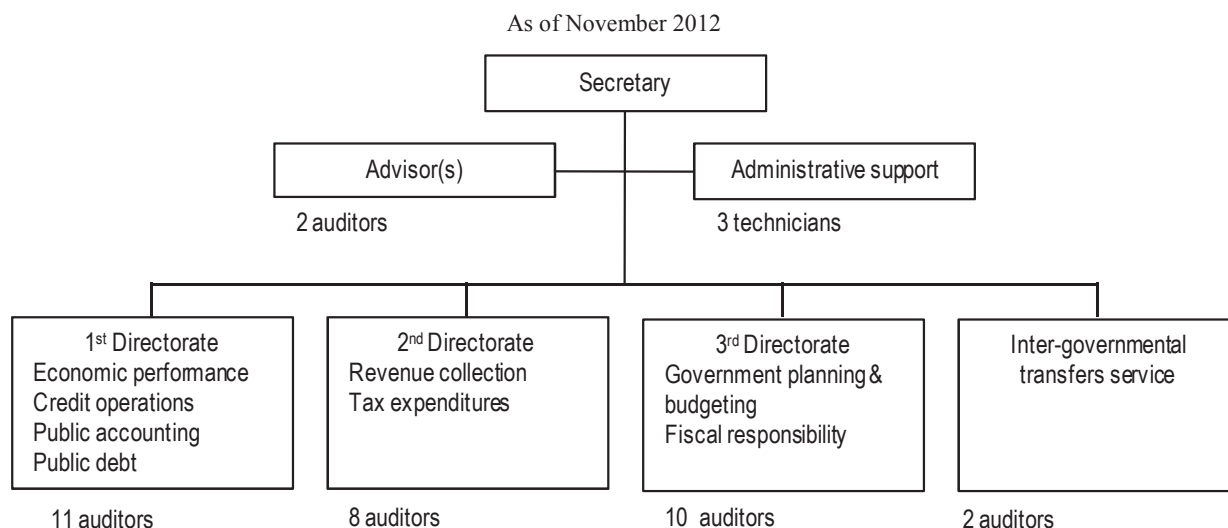 As of November 2012
Secretary
Advisor(s)
Administrative support
2 auditors
3 technicians
1st Directorate
Economic performance
Credit operations
Public accounting
Public debt
2nd Directorate
Revenue collection
Tax expenditures
3rd Directorate
Government planning &
budgeting
Fiscal responsibility
Inter-governmental
transfers service
11 auditors
8 auditors
10 auditors
2 auditors